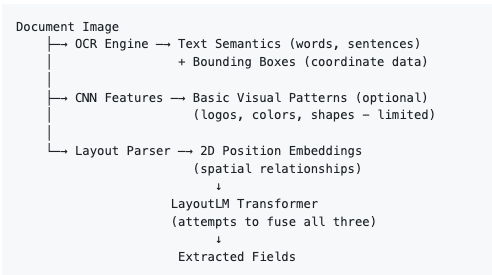 Document Image
├─→ OCR Engine ─→ Text Semantics (words, sentences)
│ + Bounding Boxes (coordinate data)
│
├─→ CNN Features ─→ Basic Visual Patterns (optional)
│ (logos, colors, shapes - limited)
│
└─→ Layout Parser ─→ 2D Position Embeddings
(spatial relationships)
↓
LayoutLM Transformer
(attempts to fuse all three)
↓
Extracted Fields